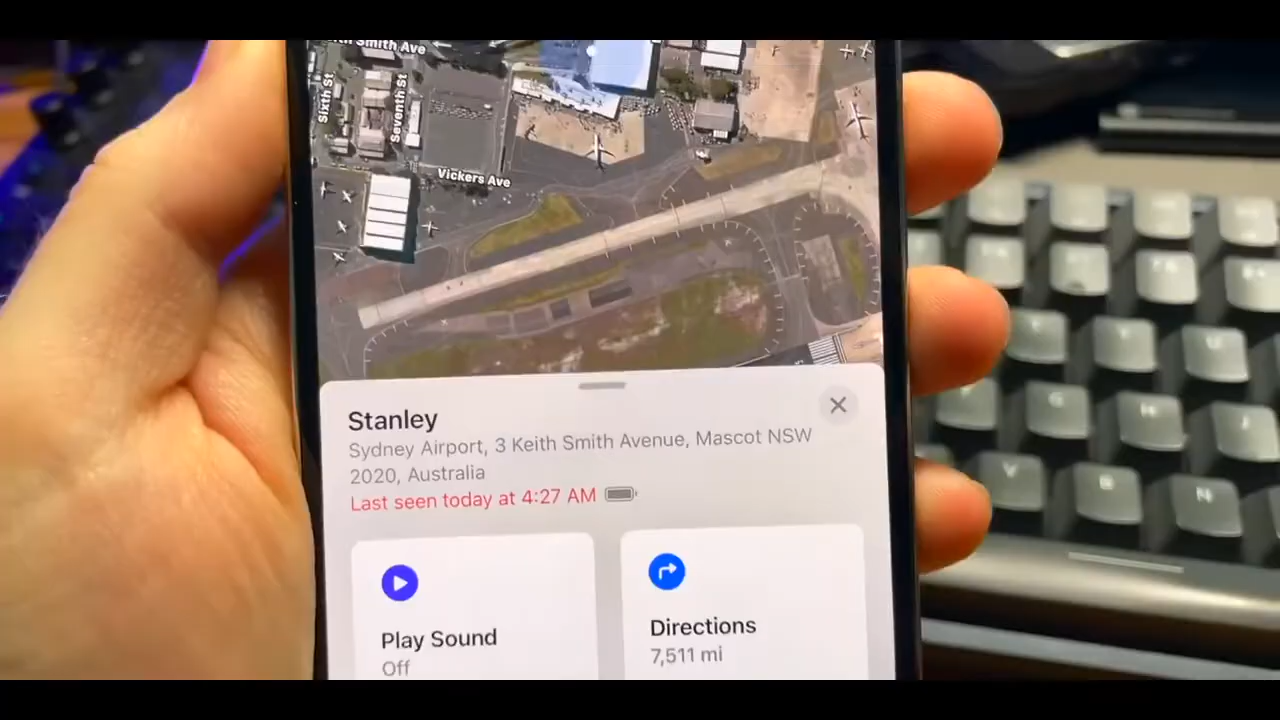 th Smith Ave
Sixth St
Seventh St
Vickers Ave
Stanley
Sydney Airport, 3 Keith Smith Avenue, Mascot NSW
2020, Australia
Last seen today at 4:27 AM
Play Sound
Off
Directions
7,511 mi
G
H
V
B
N